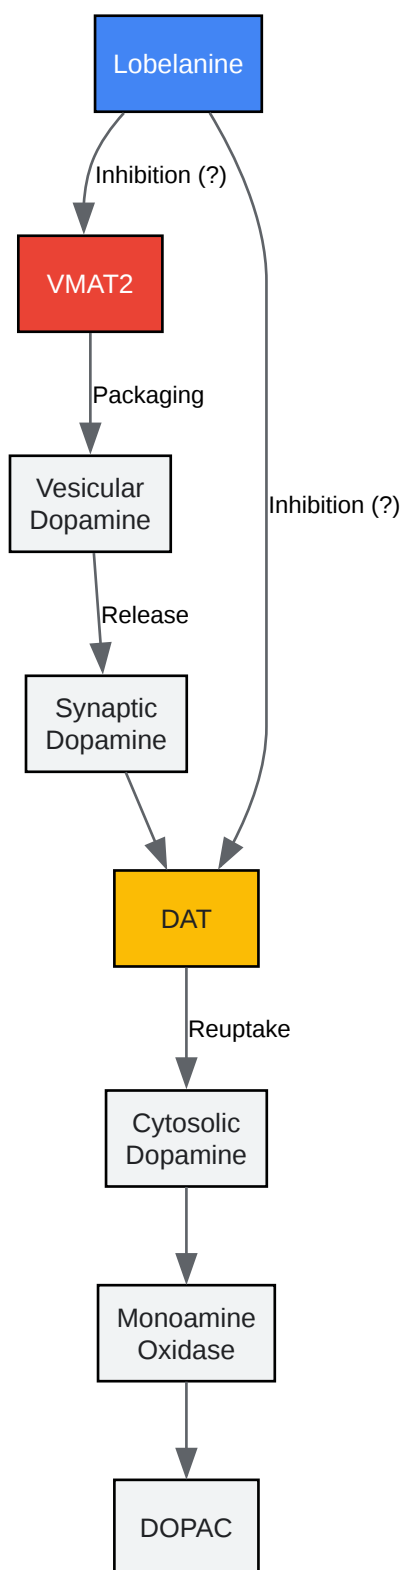 Lobelanine
Inhibition (?)
VMAT2
Packaging
Vesicular
Dopamine
Inhibition (?)
Release
Synaptic
Dopamine
DAT
Reuptake
Cytosolic
Dopamine
Monoamine
Oxidase
DOPAC